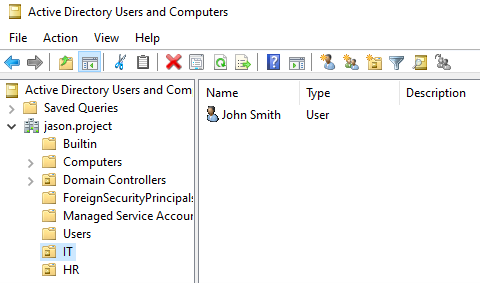 Active Directory Users and Computers
File Action View Help
Active Directory Users and Com
Saved Queries
jason.project
Builtin
Computers
Domain Controllers
ForeignSecurityPrincipals
Managed Service Accour
Users
IT
HR
Name Type Description
John Smith User